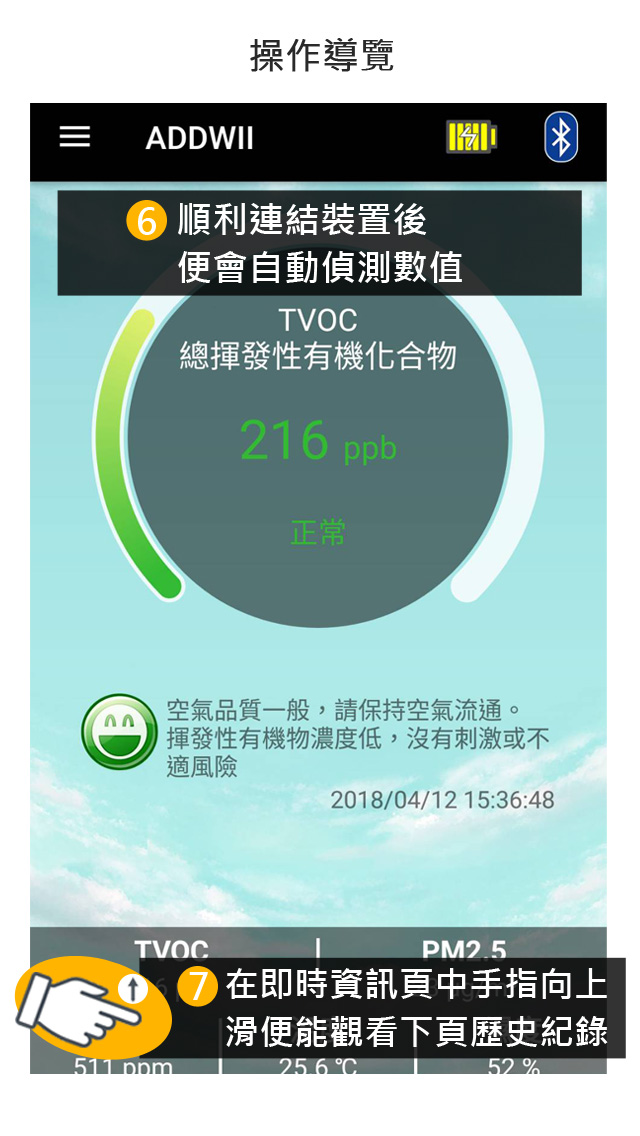 操作導覽
ADDWII
6 順利連結裝置後
便會自動偵測數值
TVOC
總揮發性有機化合物
216 ppb
正常
空氣品質一般，請保持空氣流通。
揮發性有機物濃度低，沒有刺激或不
適風險
2018/04/12 15:36:48
TVOC | PM2.5
7 在即時資訊頁中手指向上
滑便能觀看下頁歷史紀錄
511 ppm 25.6 ℃ 52 %